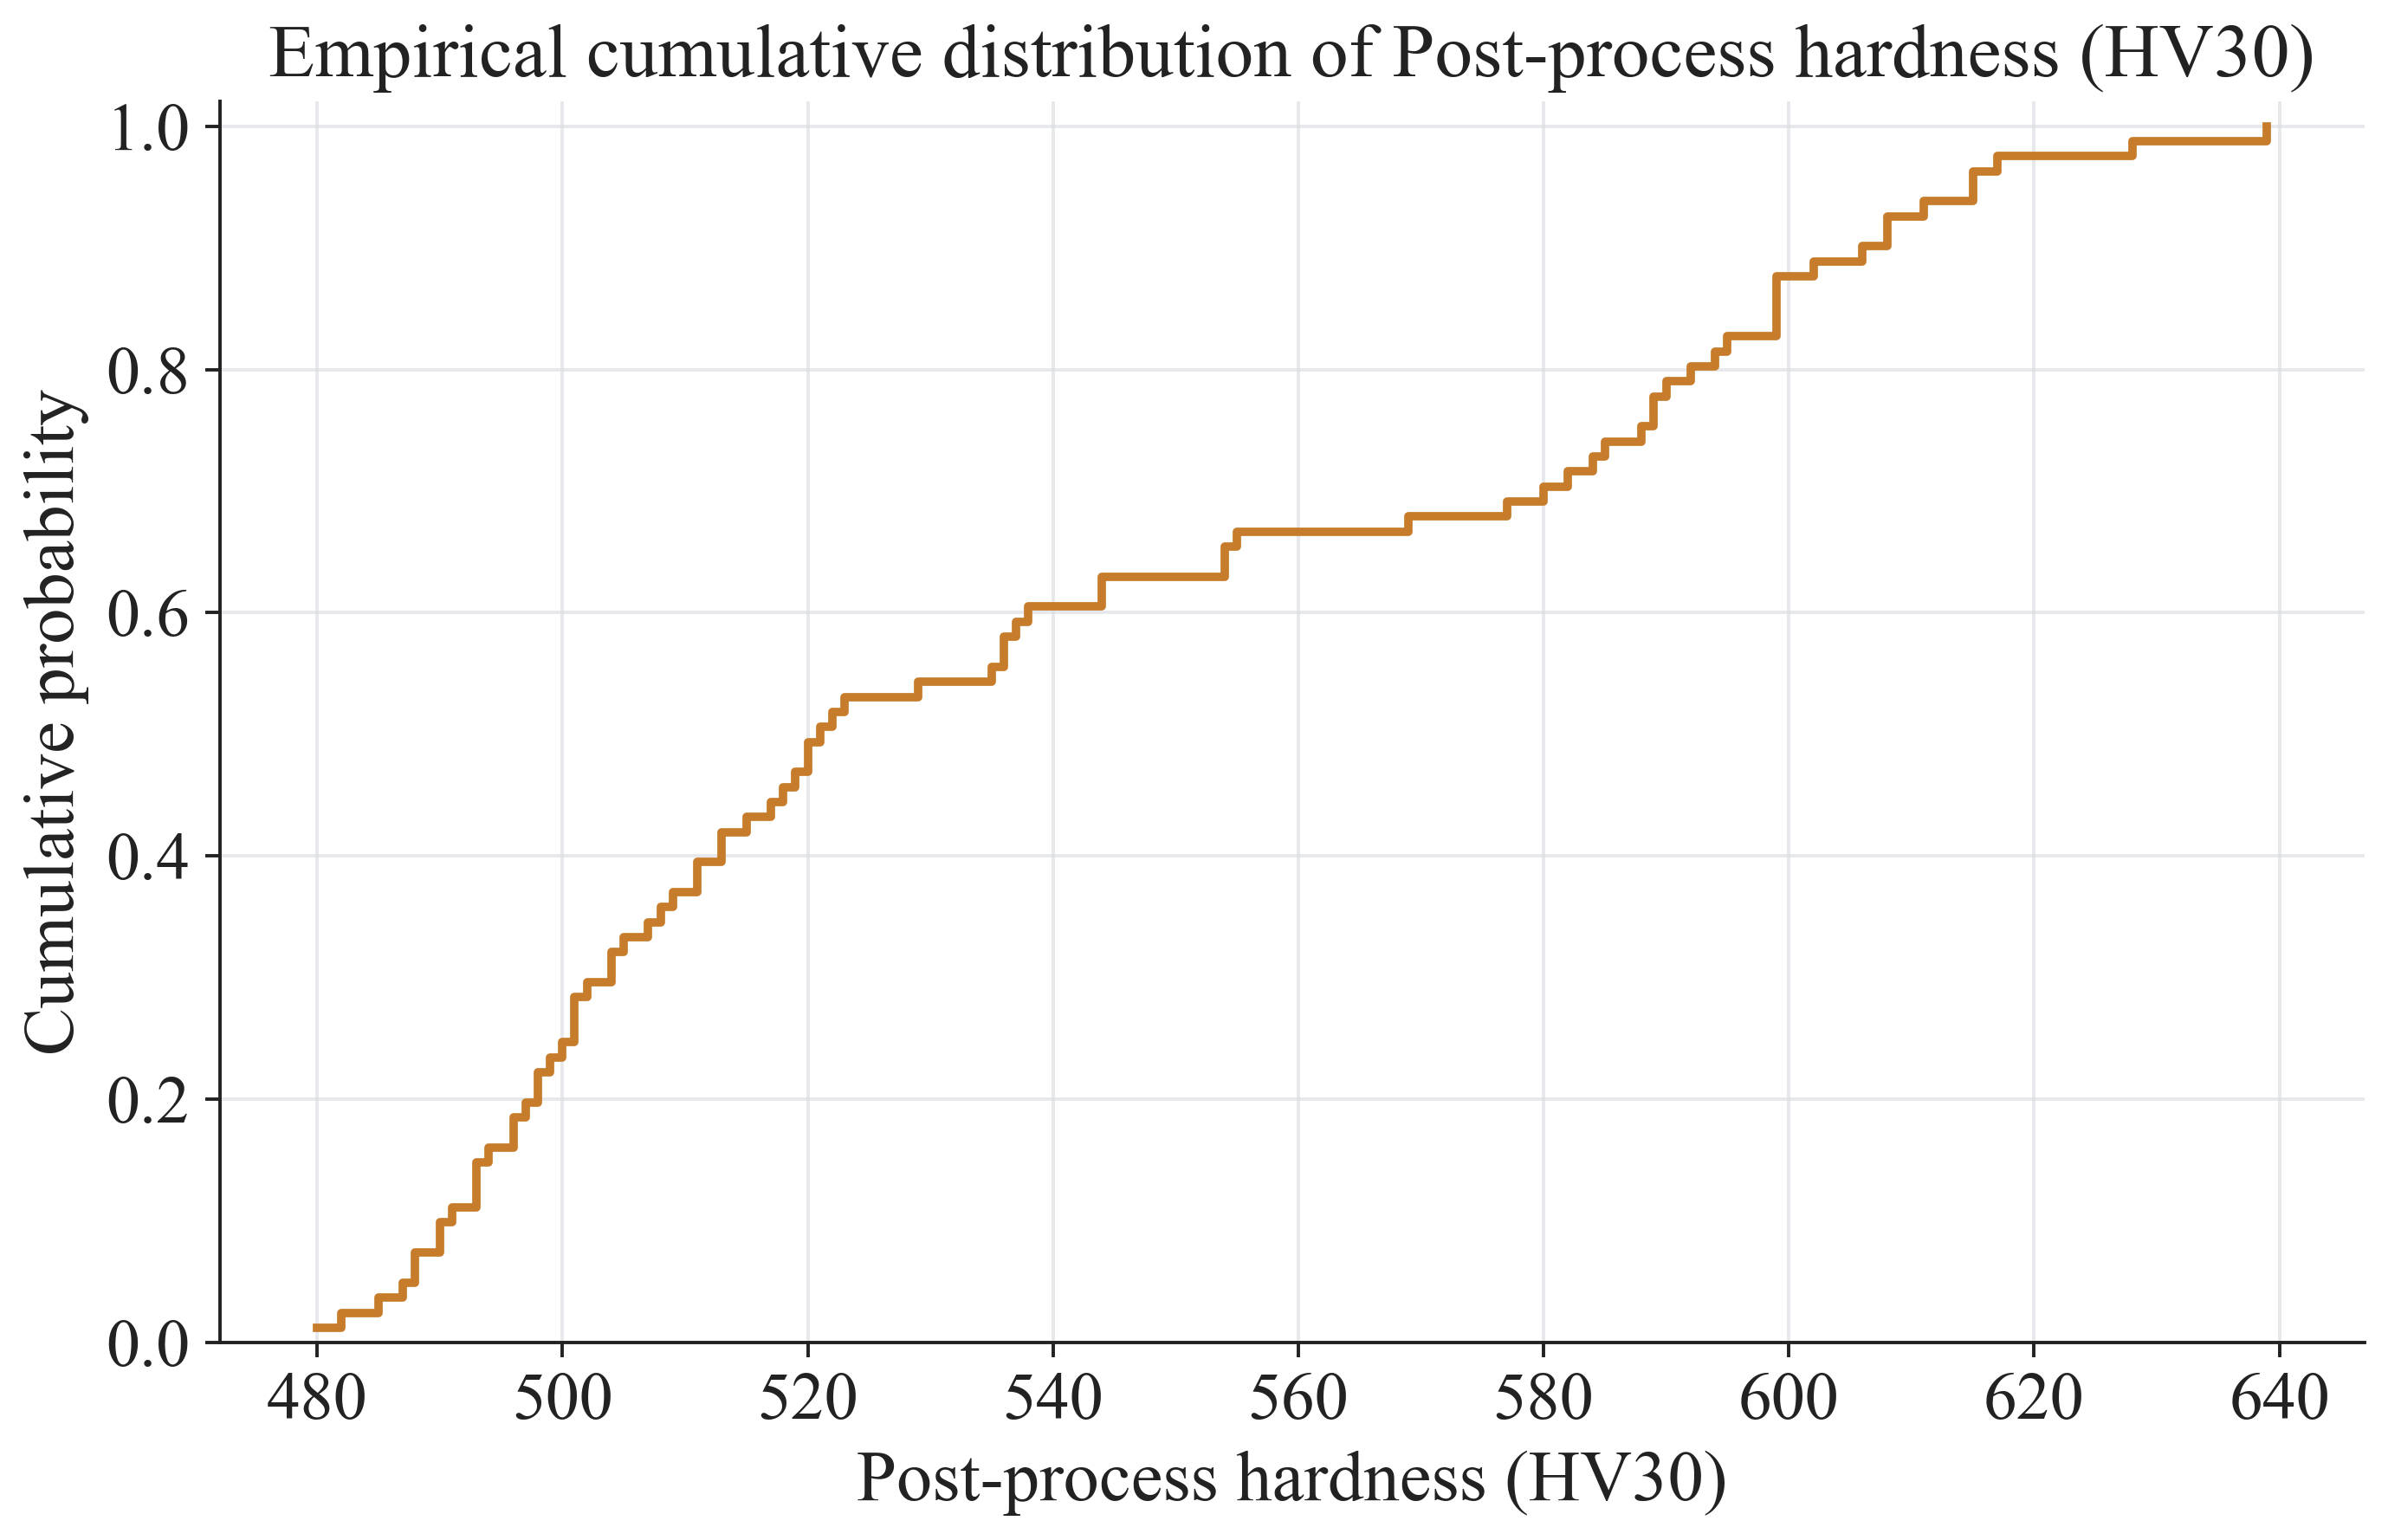 Empirical cumulative distribution of Post-process hardness (HV30)
1.0
0.8
0.6
0.4
0.2
0.0
Cumulative probability
480 500 520 540 560 580 600 620 640
Post-process hardness (HV30)